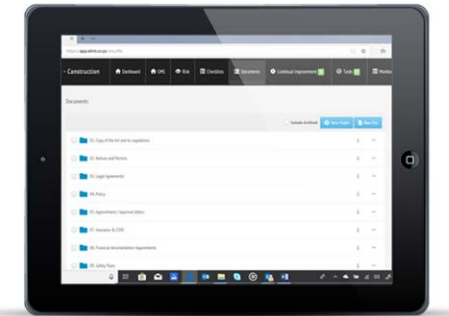 Construction
Dashboard
OMS
Risk
Checklists
Documents
Continual Improvement
Tasks
Documents
Include Archived
New Folder
New File
01. Copy of the Act and its regulations
02. Notices and Permits
03. Legal Agreements
04. Policy
05. Appointments / Approval letters
07. Insurance & COID
08. Financial documentation requirements
09. Safety Plans